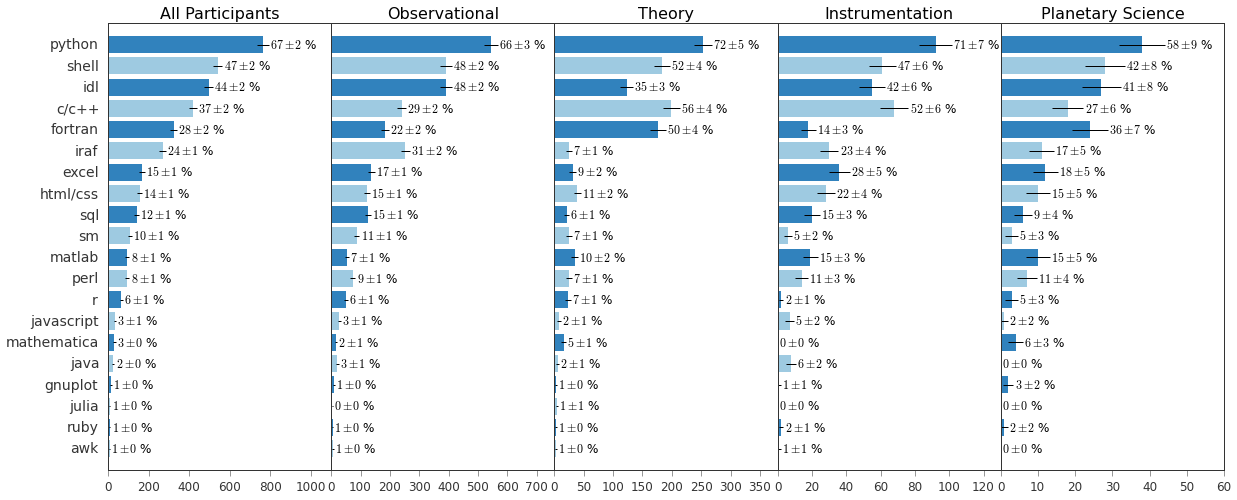 All Participants Observational Theory Instrumentation Planetary Science
python 67±2 % 66±3 % 72±5 % 71±7 % 58±9 %
shell 47±2 % 48±2 % 52±4 % 47±6 % 42±8 %
idl 44±2 % 48±2 % 35±3 % 42±6 % 41±8 %
c/c++ 37±2 % 29±2 % 56±4 % 52±6 % 27±6 %
fortran 28±2 % 22±2 % 50±4 % 14±3 % 36±7 %
iraf 24±1 % 31±2 % 7±1 % 23±4 % 17±5 %
excel 15±1 % 17±1 % 9±2 % 28±5 % 18±5 %
html/css 14±1 % 15±1 % 11±2 % 22±4 % 15±5 %
sql 12±1 % 15±1 % 6±1 % 15±3 % 9±4 %
sm 10±1 % 11±1 % 7±1 % 5±2 % 5±3 %
matlab 8±1 % 7±1 % 10±2 % 15±3 % 15±5 %
perl 8±1 % 9±1 % 7±1 % 11±3 % 11±4 %
r 6±1 % 6±1 % 7±1 % 2±1 % 5±3 %
javascript 3±1 % 3±1 % 2±1 % 5±2 % 2±2 %
mathematica 3±0 % 2±1 % 5±1 % 0±0 % 6±3 %
java 2±0 % 3±1 % 2±1 % 6±2 % 0±0 %
gnuplot 1±0 % 1±0 % 1±0 % 1±1 % 3±2 %
julia 1±0 % 0±0 % 1±1 % 0±0 % 0±0 %
ruby 1±0 % 1±0 % 1±0 % 2±1 % 2±2 %
awk 1±0 % 1±0 % 1±0 % 1±1 % 0±0 %
0 200 400 600 800 1000 0 100 200 300 400 500 600 700 0 50 100 150 200 250 300 350 0 20 40 60 80 100 120 0 10 20 30 40 50 60